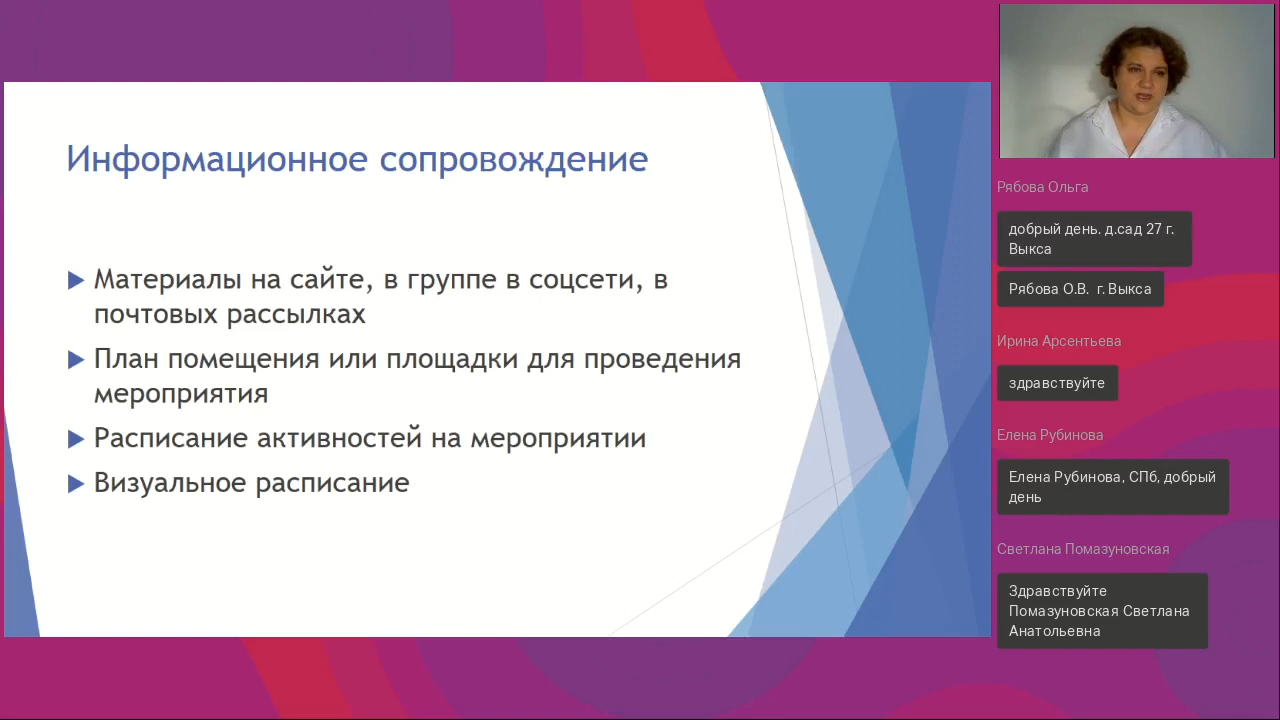 Информационное сопровождение
Материалы на сайте, в группе в соцсети, в
почтовых рассылках
План помещения или площадки для проведения
мероприятия
Расписание активностей на мероприятии
Визуальное расписание
Рябова Ольга
добрый день. д.сад 27 г.
Выкса
Рябова О.В.  г. Выкса
Ирина Арсентьева
здравствуйте
Елена Рубинова
Елена Рубинова, СПб, добрый
день
Светлана Помазуновская
Здравствуйте
Помазуновская Светлана
Анатольевна